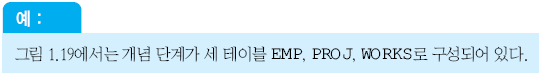 예 :
그림 1.19에서는 개념 단계가 세 테이블 EMP, PROJ, WORKS로 구성되어 있다.